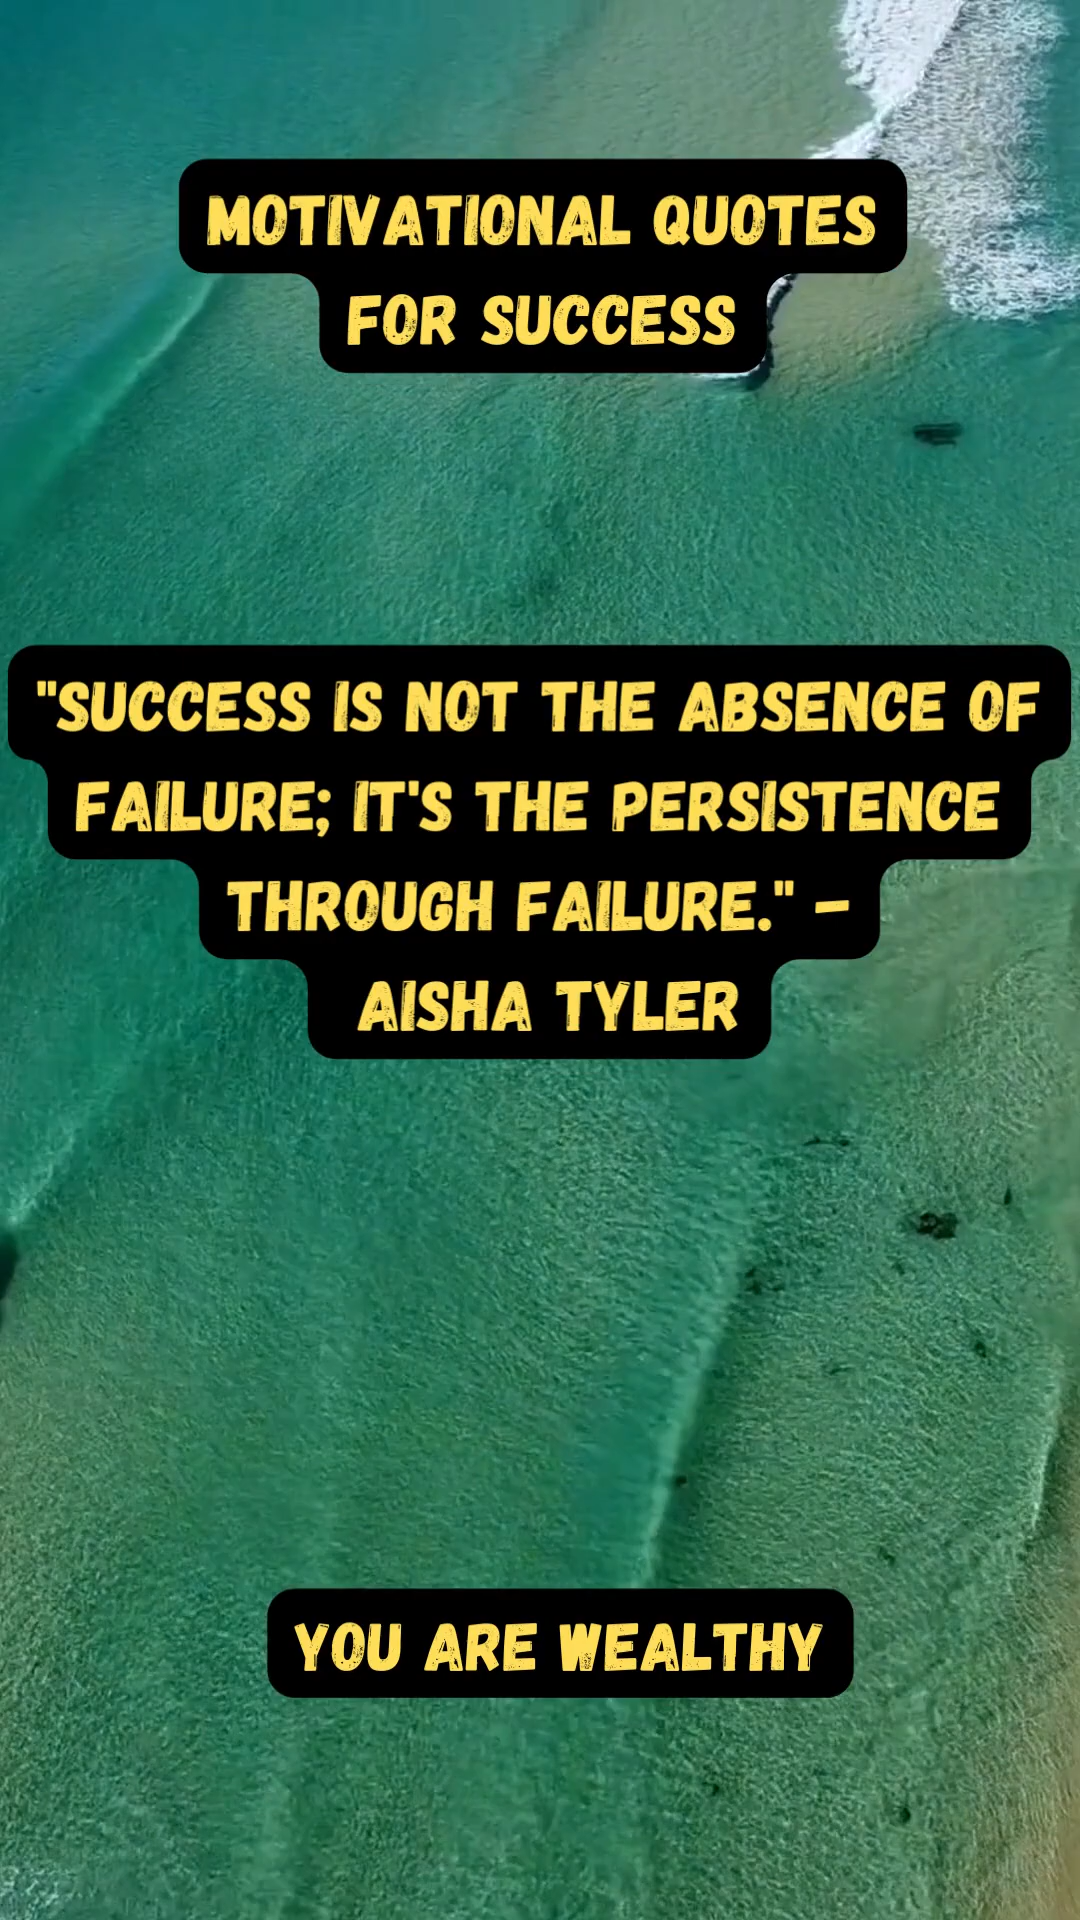 MOTIVATIONAL QUOTES
FOR SUCCESS
"SUCCESS IS NOT THE ABSENCE OF
FAILURE; IT'S THE PERSISTENCE
THROUGH FAILURE." –
AISHA TYLER
YOU ARE WEALTHY